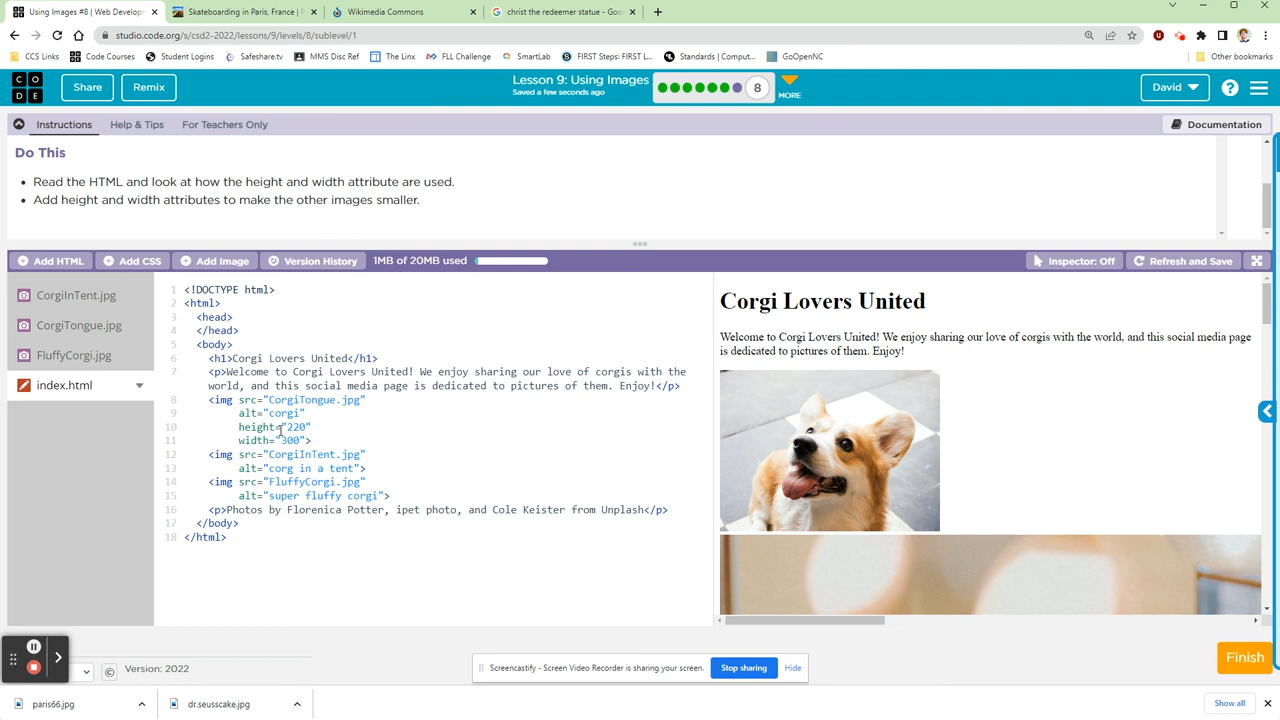 Using Images #8 | Web Develop
Skateboarding in Paris, France | P
Wikimedia Commons
christ the redeemer statue - Goo
studio.code.org/s/csd2-2022/lessons/9/levels/8/sublevel/1
CCS Links
Code Courses
Student Logins
Safeshare.tv
MMS Disc Ref
The Linx
FLL Challenge
SmartLab
FIRST Steps: FIRST L...
Standards | Comput...
GoOpenNC
Other bookmarks
C O
D E
Share
Remix
Lesson 9: Using Images
Saved a few seconds ago
8
MORE
David
Instructions
Help & Tips
For Teachers Only
Documentation
Do This
Read the HTML and look at how the height and width attribute are used.
Add height and width attributes to make the other images smaller.
Add HTML
Add CSS
Add Image
Version History
1MB of 20MB used
Inspector: Off
Refresh and Save
CorgiInTent.jpg
CorgiTongue.jpg
FluffyCorgi.jpg
index.html
1 <!DOCTYPE html>
2 <html>
3 <head>
4 </head>
5 <body>
6 <h1>Corgi Lovers United</h1>
7 <p>Welcome to Corgi Lovers United! We enjoy sharing our love of corgis with the
world, and this social media page is dedicated to pictures of them. Enjoy!</p>
8 <img src="CorgiTongue.jpg"
9 alt="corgi"
10 height="220"
11 width="300">
12 <img src="CorgiInTent.jpg"
13 alt="corg in a tent">
14 <img src="FluffyCorgi.jpg"
15 alt="super fluffy corgi">
16 <p>Photos by Florenica Potter, ipet photo, and Cole Keister from Unplash</p>
17 </body>
18 </html>
Corgi Lovers United
Welcome to Corgi Lovers United! We enjoy sharing our love of corgis with the world, and this social media page
is dedicated to pictures of them. Enjoy!
Version: 2022
Screencastify - Screen Video Recorder is sharing your screen.
Stop sharing
Hide
Finish
paris66.jpg
dr.seusscake.jpg
Show all